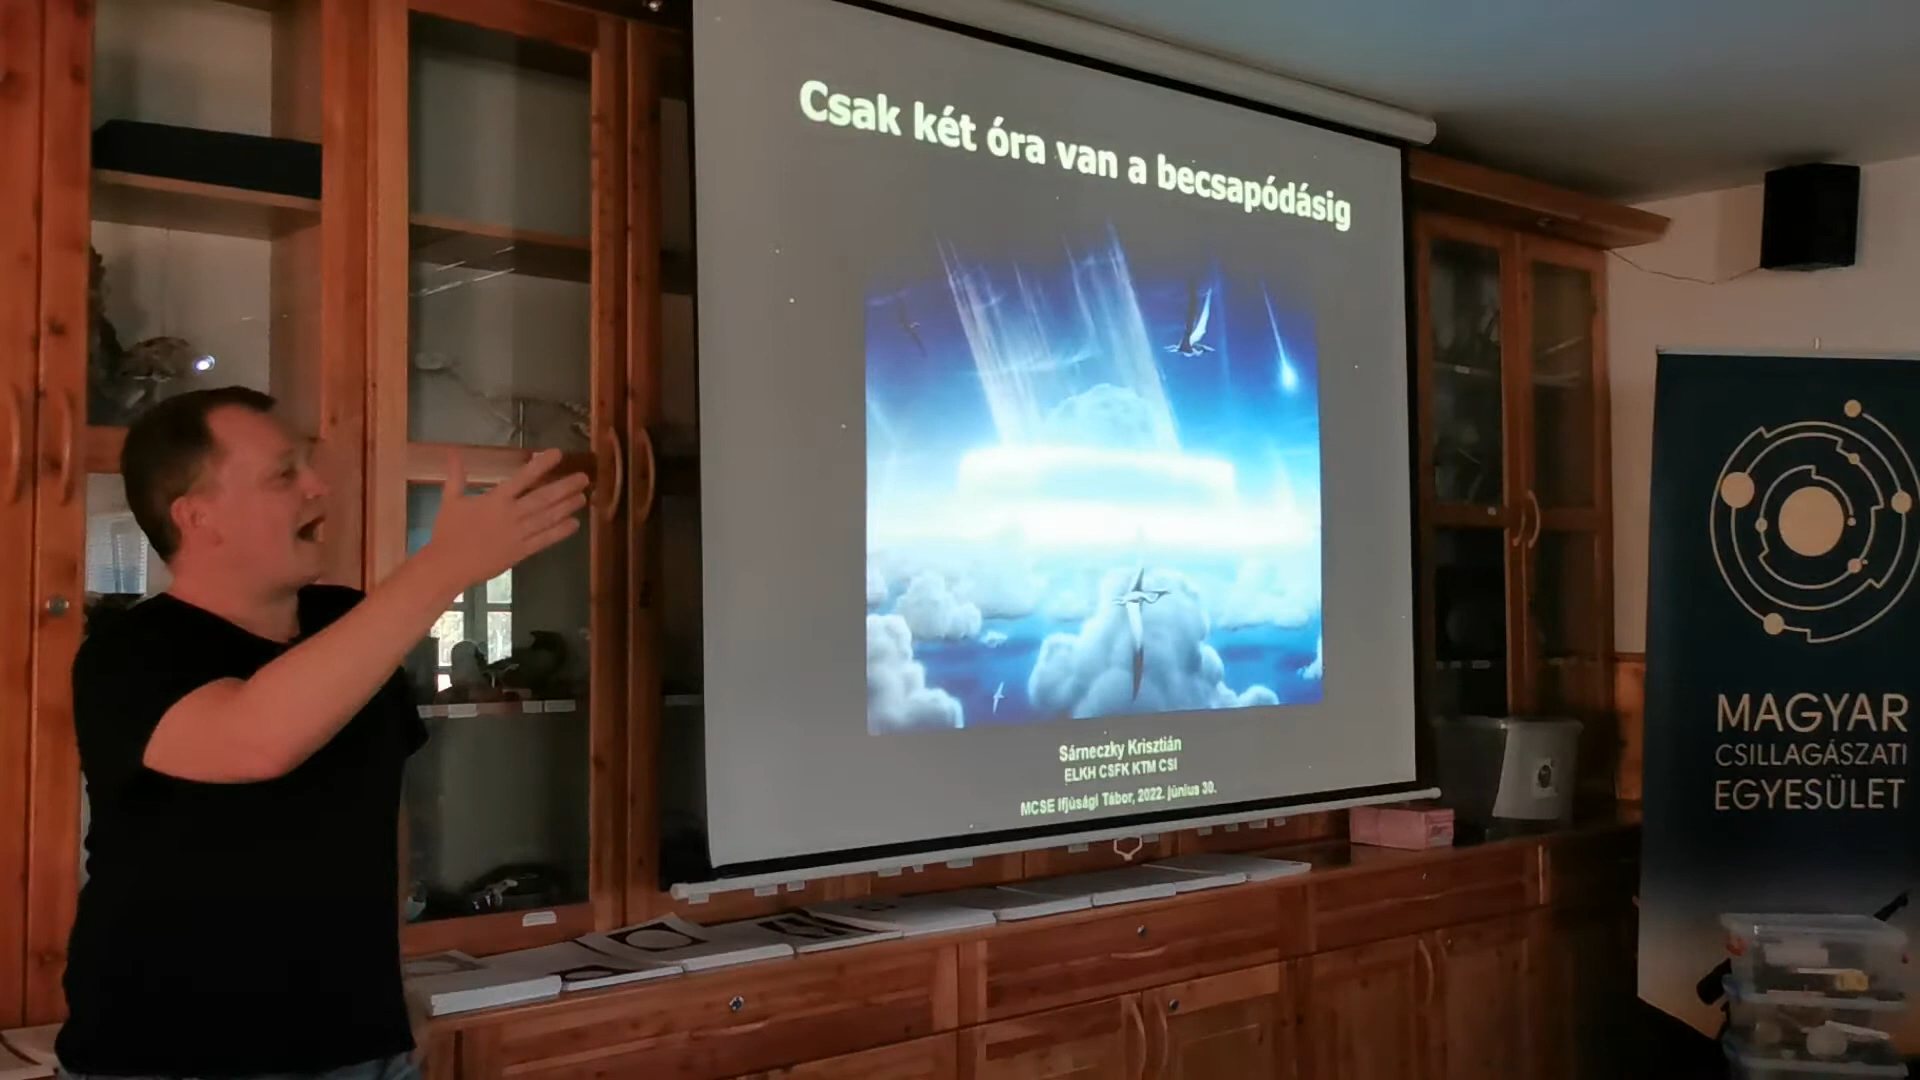 Csak két óra van a becsapódásig
Sárneczky Krisztián
ELKH CSFK KTM CSI
MCSE Ifjúsági Tábor, 2022. június 30.
MAGYAR
CSILLAGÁSZATI
EGYESÜLET